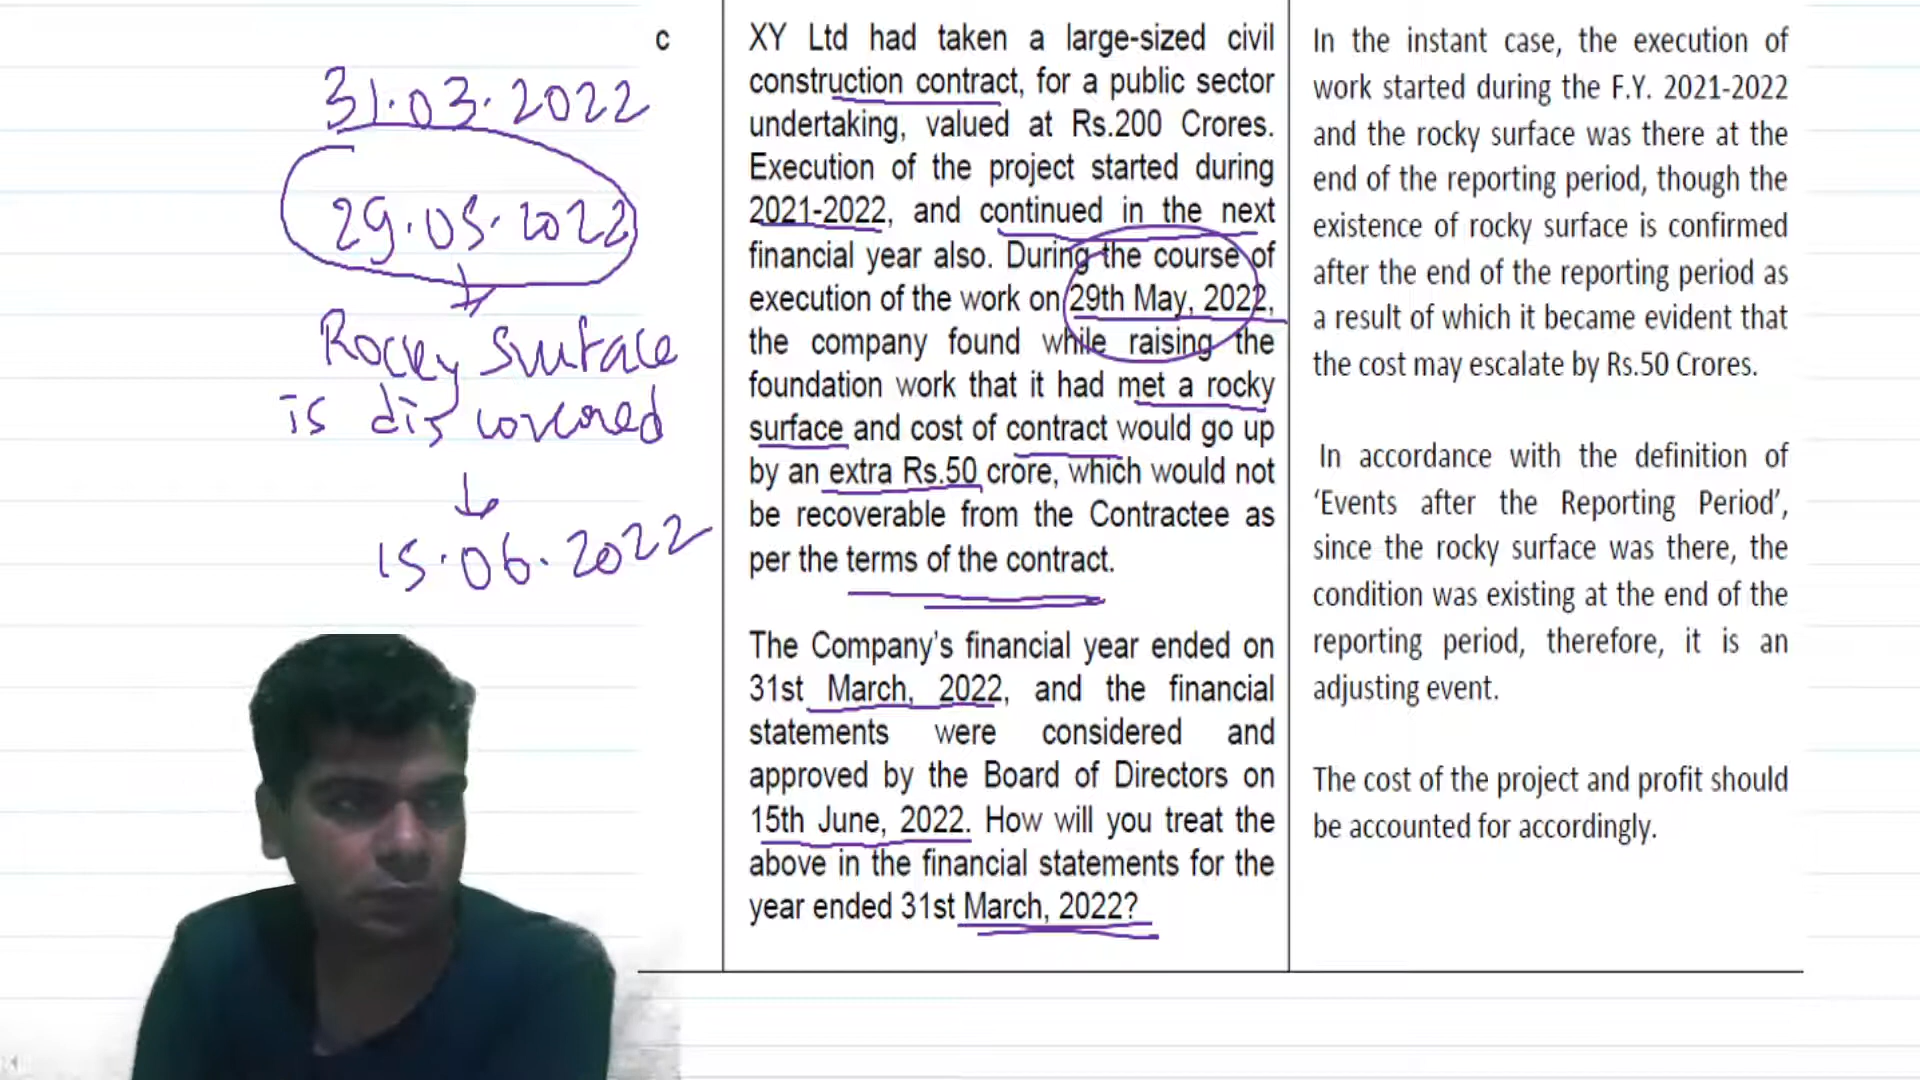 31.03.2022
29.05.2022
Rocky surface
is discovered
15.06.2022
c
XY Ltd had taken a large-sized civil
construction contract, for a public sector
undertaking, valued at Rs.200 Crores.
Execution of the project started during
2021-2022, and continued in the next
financial year also. During the course of
execution of the work on 29th May, 2022,
the company found while raising the
foundation work that it had met a rocky
surface and cost of contract would go up
by an extra Rs.50 crore, which would not
be recoverable from the Contractee as
per the terms of the contract.
The Company's financial year ended on
31st March, 2022, and the financial
statements were considered and
approved by the Board of Directors on
15th June, 2022. How will you treat the
above in the financial statements for the
year ended 31st March, 2022?
In the instant case, the execution of
work started during the F.Y. 2021-2022
and the rocky surface was there at the
end of the reporting period, though the
existence of rocky surface is confirmed
after the end of the reporting period as
a result of which it became evident that
the cost may escalate by Rs.50 Crores.
In accordance with the definition of
‘Events after the Reporting Period’,
since the rocky surface was there, the
condition was existing at the end of the
reporting period, therefore, it is an
adjusting event.
The cost of the project and profit should
be accounted for accordingly.